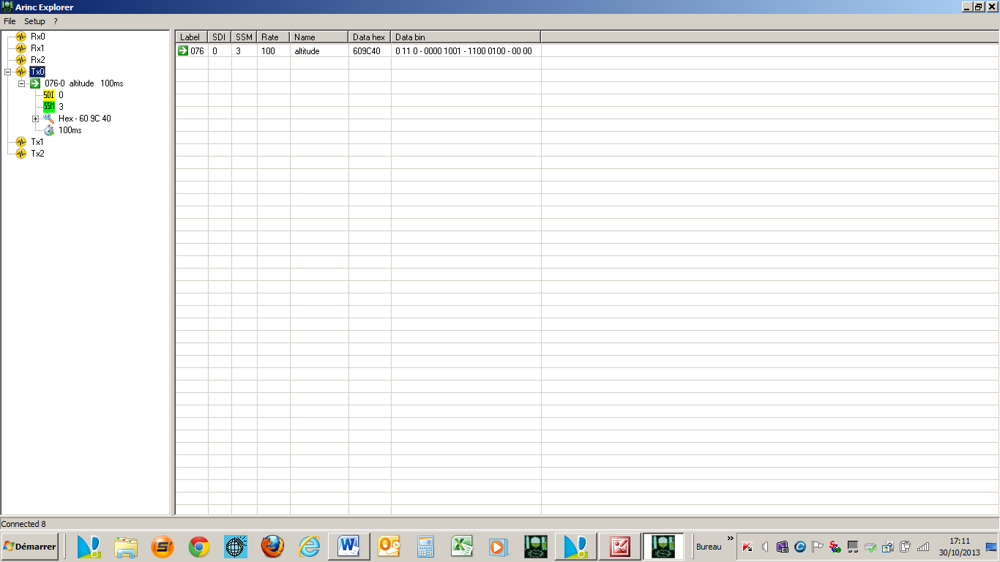 Arinc Explorer
File Setup ?
Rx0
Rx1
Rx2
Tx0
076-0 altitude 100ms
SDI 0
SSM 3
Hex - 60 9C 40
100ms
Tx1
Tx2
Label SDI SSM Rate Name Data hex Data bin
076 0 3 100 altitude 609C40 0 11 0 - 0000 1001 - 1100 0100 - 00 00
Connected 8
Démarrer
Bureau »
17:11
30/10/2013